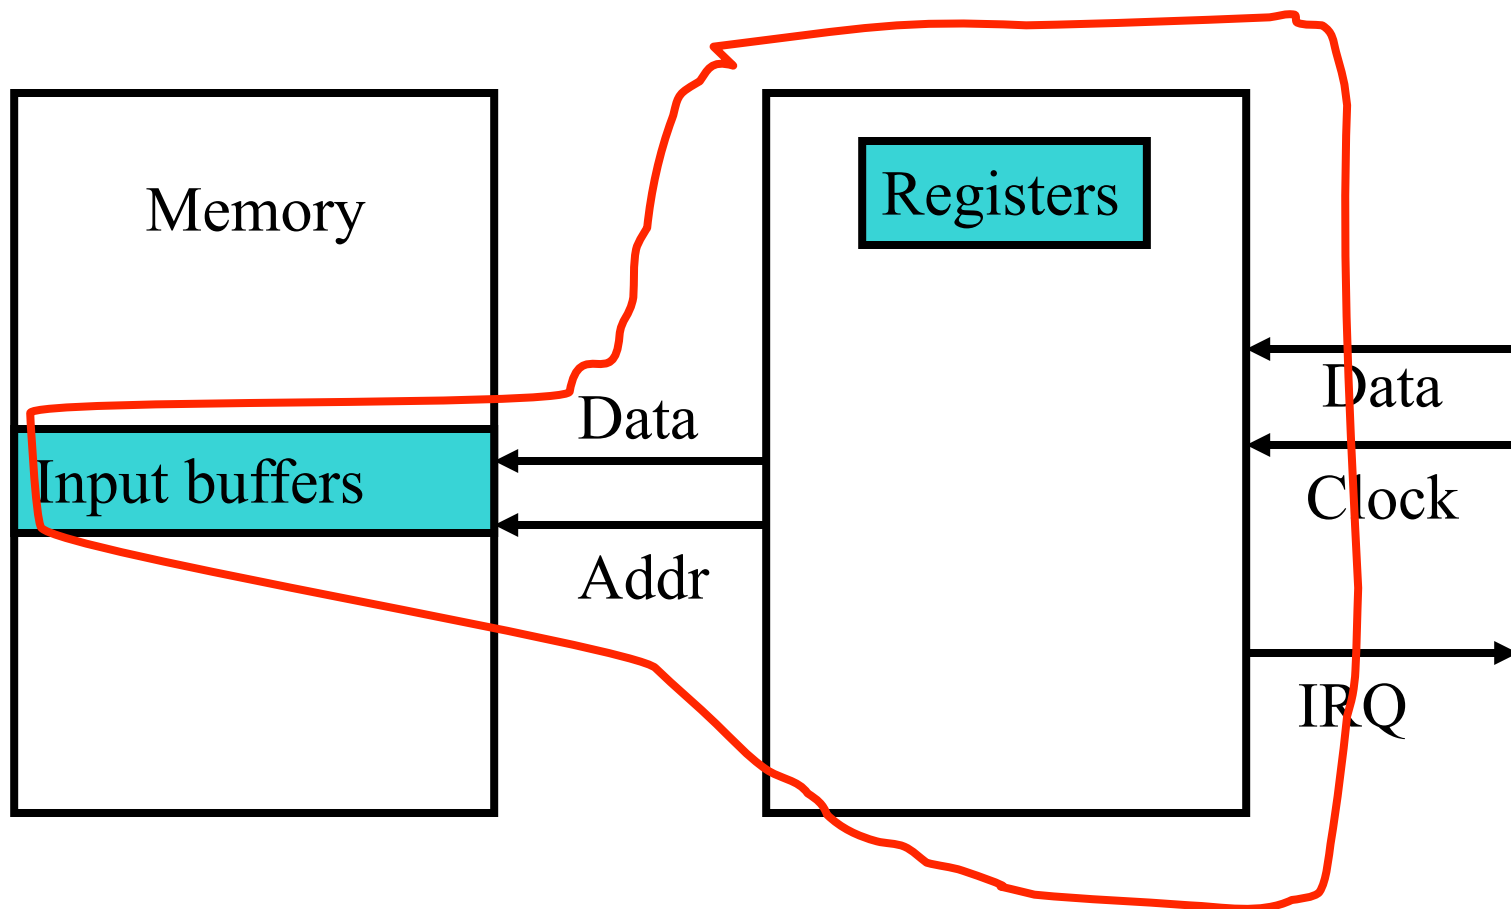 Memory
Registers
Data
Data
Input buffers
Clock
Addr
IRQ